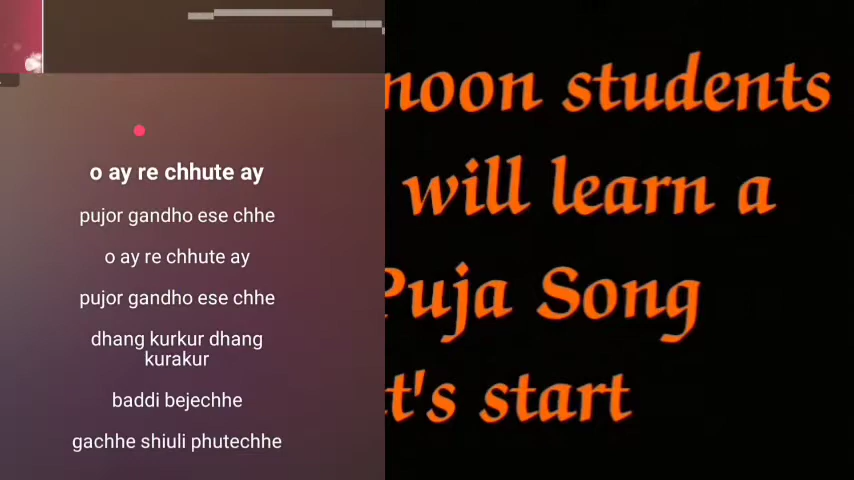 o ay re chhute ay
pujor gandho ese chhe
o ay re chhute ay
pujor gandho ese chhe
dhang kurkur dhang
kurakur
baddi bejechhe
gachhe shiuli phutechhe
noon students
will learn a
Puja Song
t's start